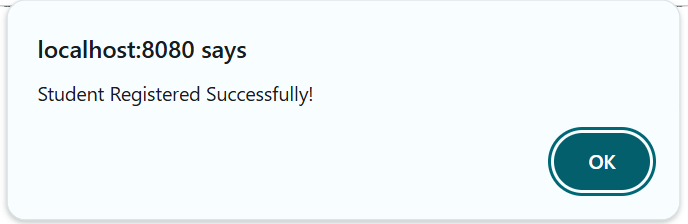 localhost:8080 says
Student Registered Successfully!
OK